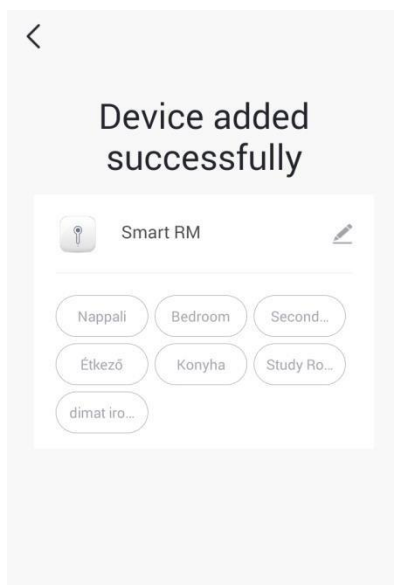 Device added
successfully
Smart RM
Nappali Bedroom Second...
Étkező Konyha Study Ro...
dimat iro...